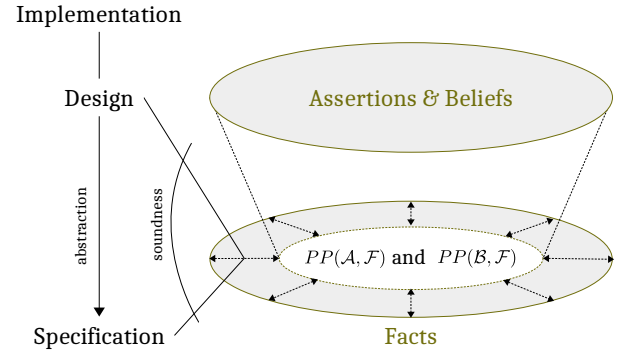 Implementation
Design
Assertions & Beliefs
abstraction
soundness
PP(𝒜, ℱ) and PP(ℬ, ℱ)
Specification
Facts